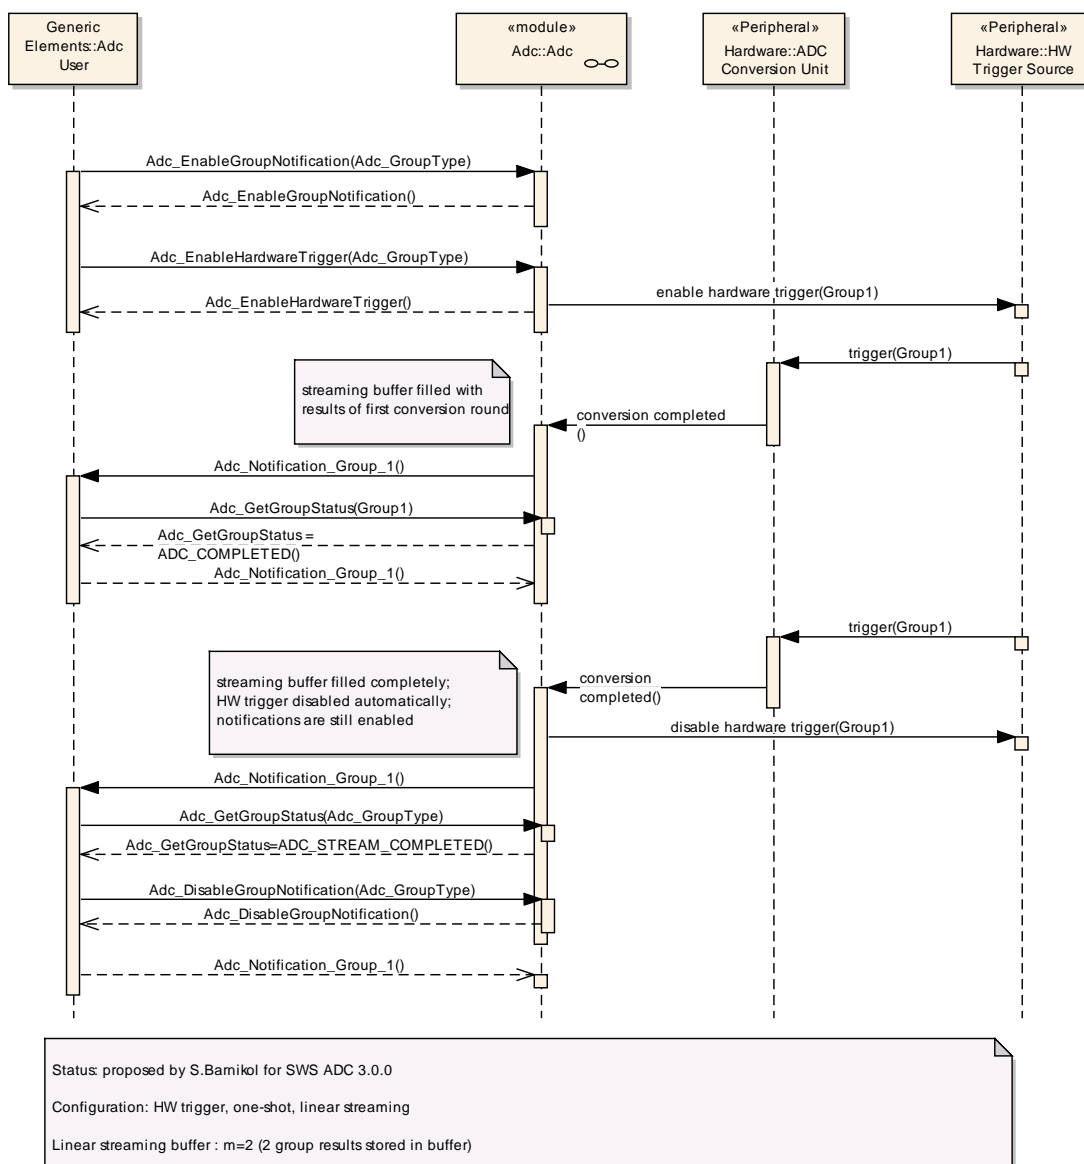 Generic
Elements::Adc
User
«module»
Adc::Adc
«Peripheral»
Hardware::ADC
Conversion Unit
«Peripheral»
Hardware::HW
Trigger Source
Adc_EnableGroupNotification(Adc_GroupType)
Adc_EnableGroupNotification()
Adc_EnableHardwareTrigger(Adc_GroupType)
enable hardware trigger(Group1)
Adc_EnableHardwareTrigger()
trigger(Group1)
streaming buffer filled with
results of first conversion round
conversion completed
()
Adc_Notification_Group_1()
Adc_GetGroupStatus(Group1)
Adc_GetGroupStatus=
ADC_COMPLETED()
Adc_Notification_Group_1()
trigger(Group1)
streaming buffer filled completely;
HW trigger disabled automatically;
notifications are still enabled
conversion
completed()
disable hardware trigger(Group1)
Adc_Notification_Group_1()
Adc_GetGroupStatus(Adc_GroupType)
Adc_GetGroupStatus=ADC_STREAM_COMPLETED()
Adc_DisableGroupNotification(Adc_GroupType)
Adc_DisableGroupNotification()
Adc_Notification_Group_1()
Status: proposed by S.Barnikol for SWS ADC 3.0.0
Configuration: HW trigger, one-shot, linear streaming
Linear streaming buffer : m=2 (2 group results stored in buffer)